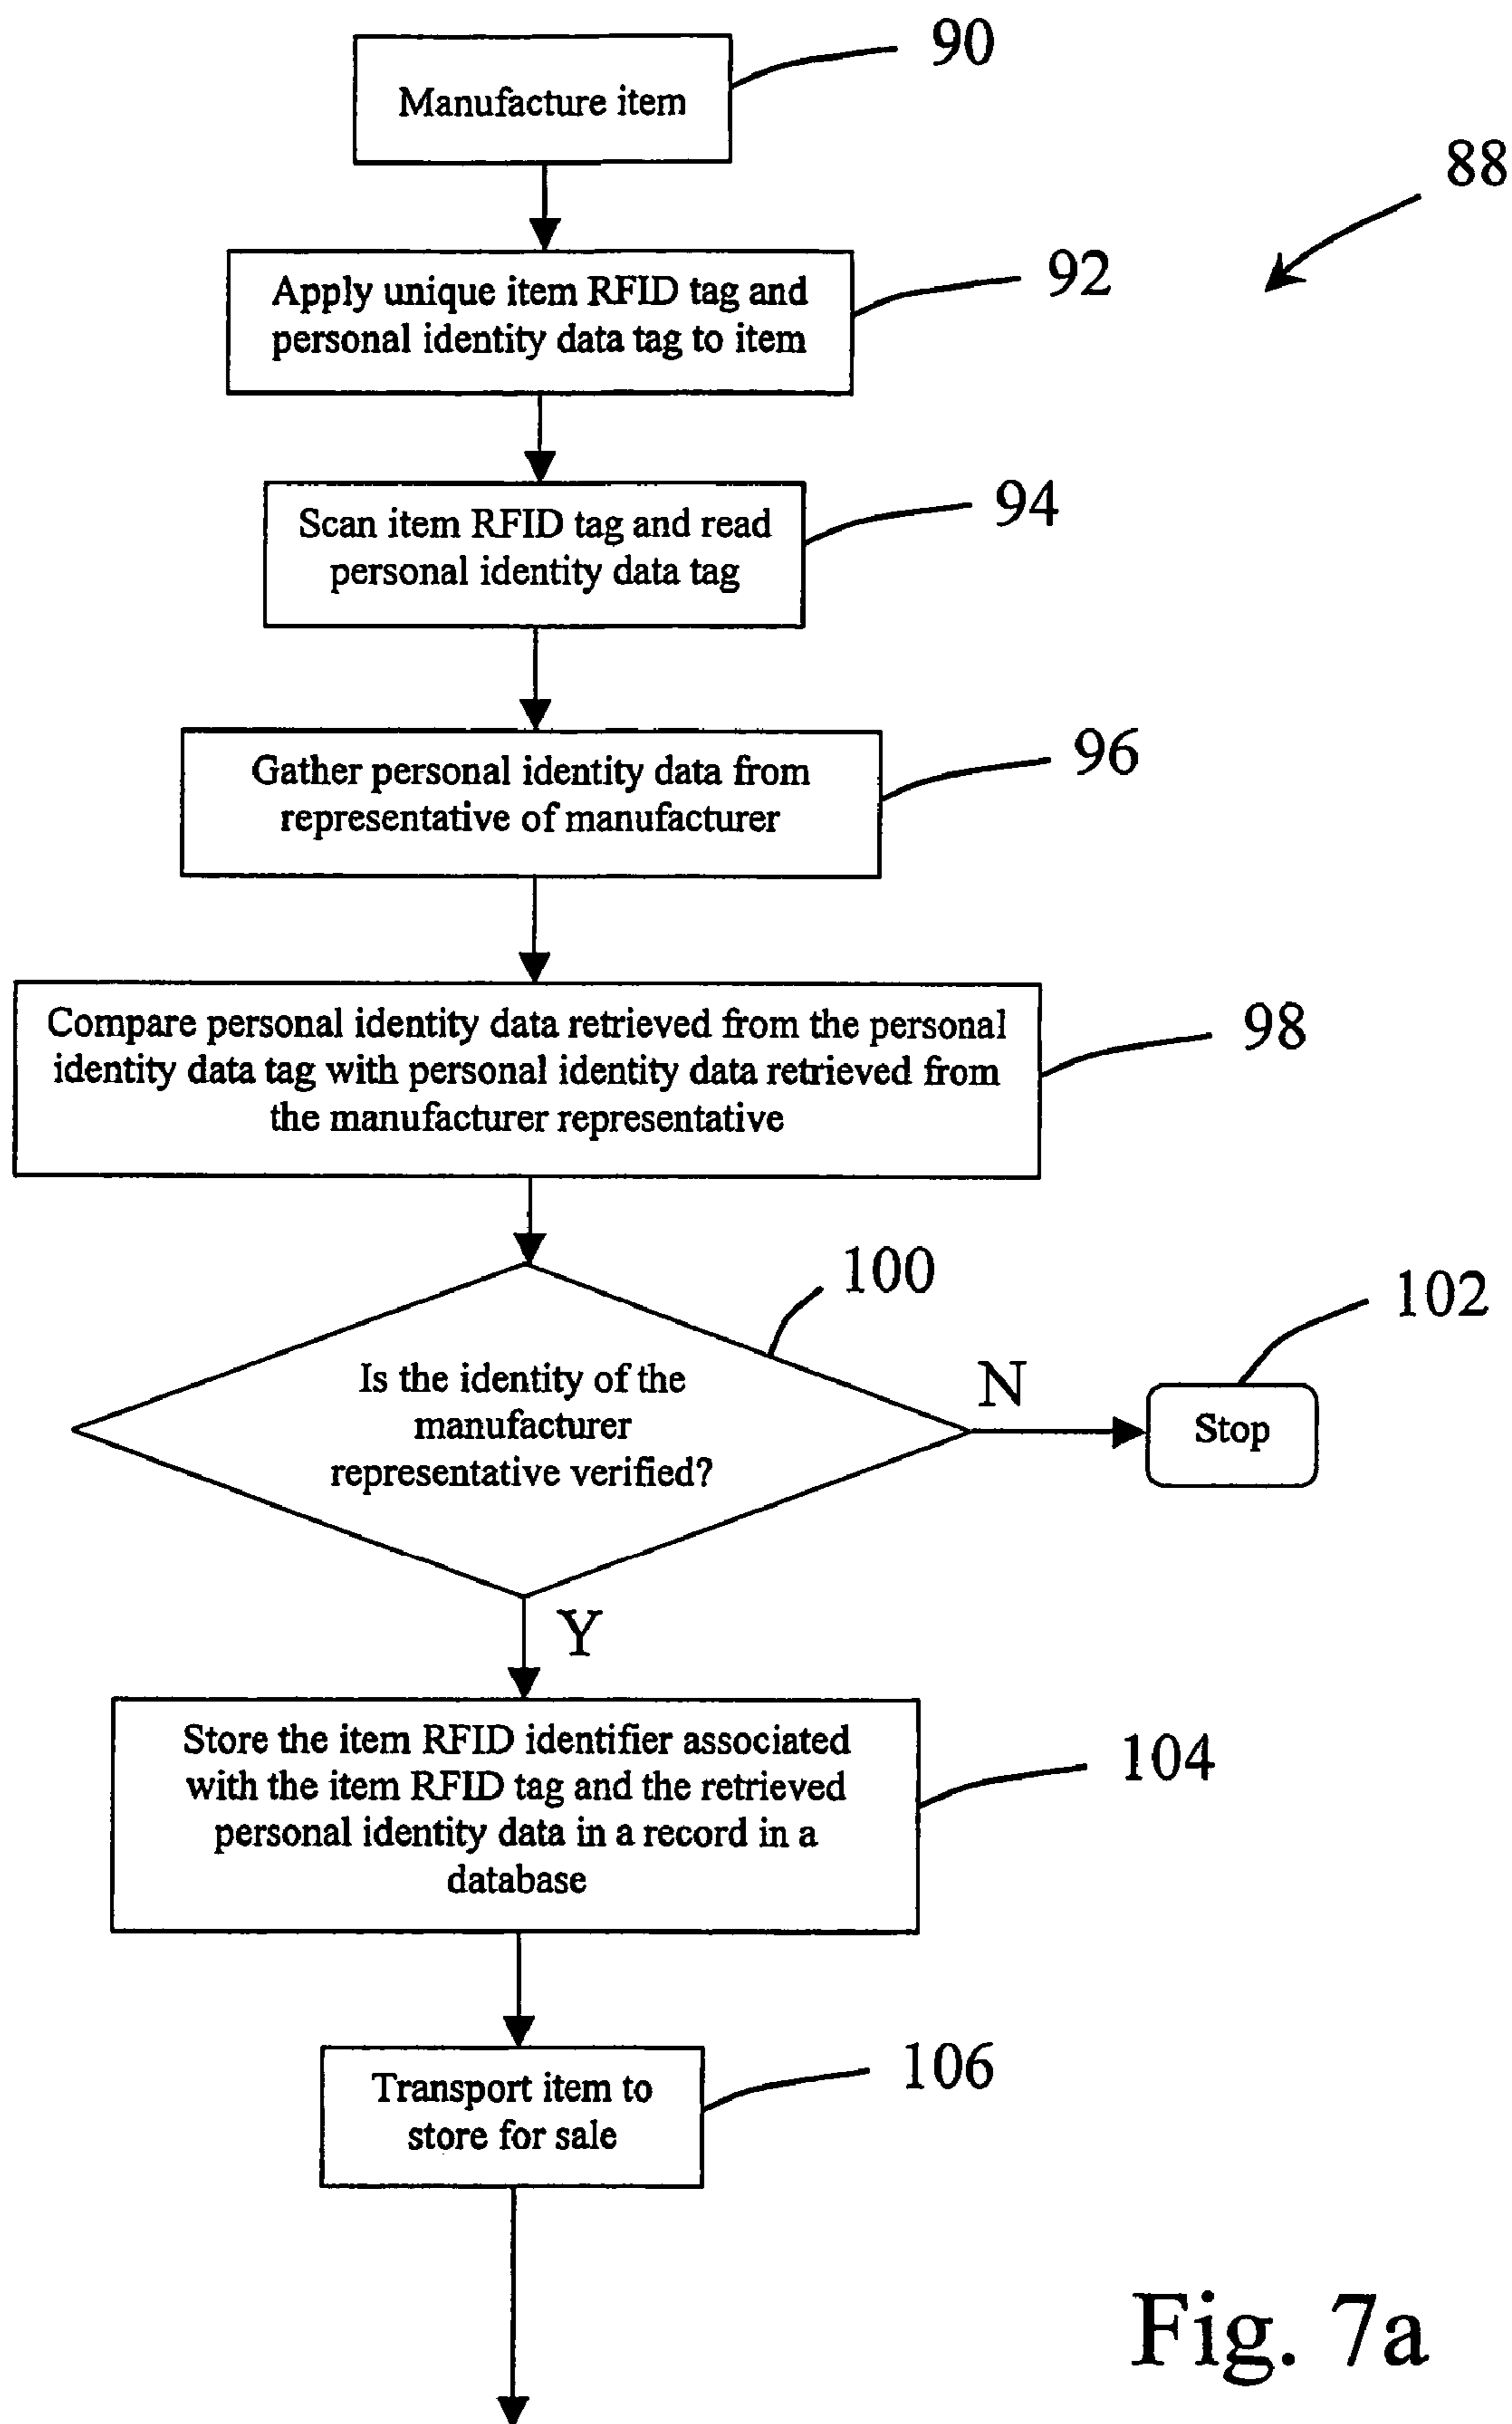 90
Manufacture item
88
92
Apply unique item RFID tag and
personal identity data tag to item
94
Scan item RFID tag and read
personal identity data tag
96
Gather personal identity data from
representative of manufacturer
98
Compare personal identity data retrieved from the personal
identity data tag with personal identity data retrieved from
the manufacturer representative
100
102
Is the identity of the
manufacturer
representative verified?
N
Stop
Y
Store the item RFID identifier associated
with the item RFID tag and the retrieved
personal identity data in a record in a
database
104
106
Transport item to
store for sale
Fig. 7a